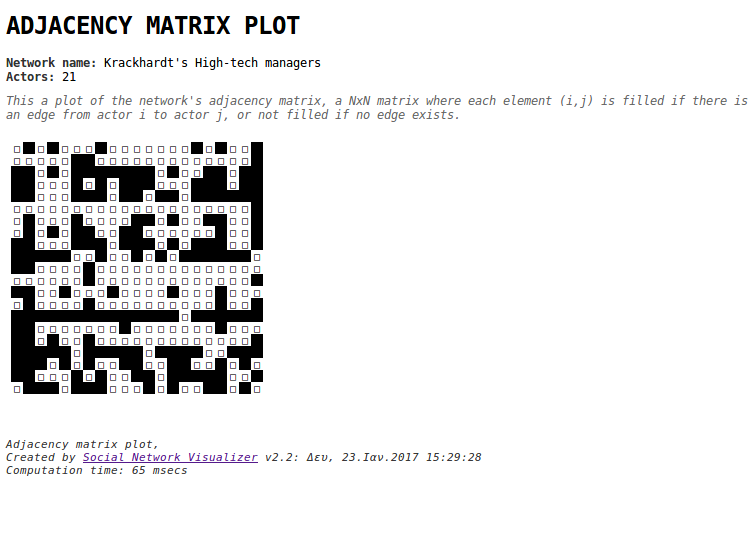 ADJACENCY MATRIX PLOT
Network name: Krackhardt's High-tech managers
Actors: 21
This a plot of the network's adjacency matrix, a NxN matrix where each element (i,j) is filled if there is
an edge from actor i to actor j, or not filled if no edge exists.
Adjacency matrix plot,
Created by Social Network Visualizer v2.2: Δευ, 23.Ιαν.2017 15:29:28
Computation time: 65 msecs